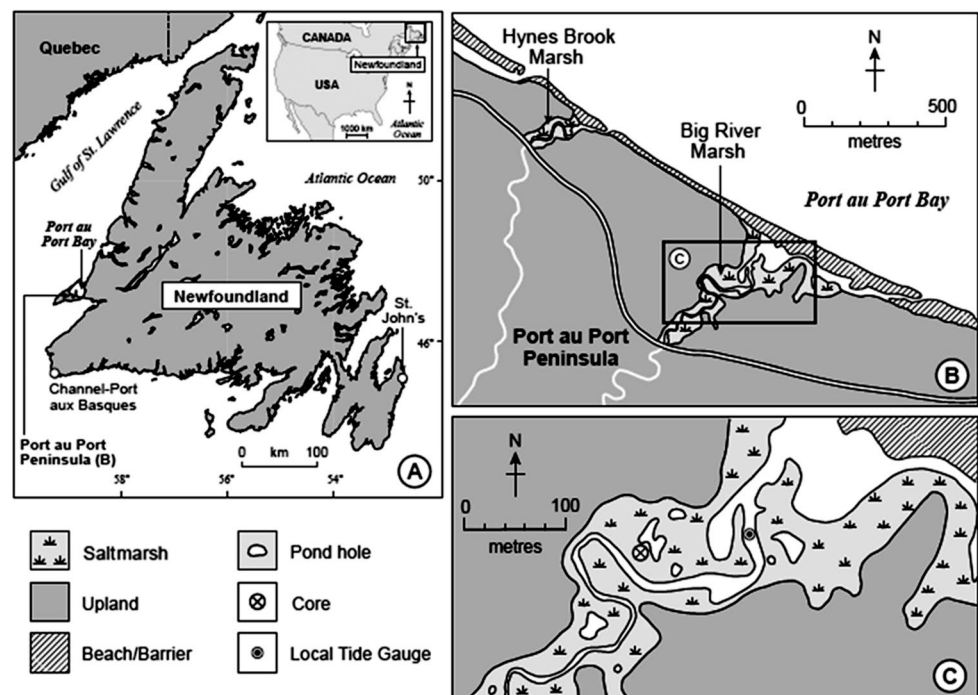 Quebec
CANADA
Newfoundland
USA
N
1000 km
Atlantic
Ocean
Gulf of St. Lawrence
Atlantic Ocean
50°
Port au
Port Bay
Newfoundland
St.
John's
46°
Channel-Port
aux Basques
Port au Port
Peninsula (B)
0 km 100
A
58°
56°
54°
Hynes Brook
Marsh
N
0 500
metres
Big River
Marsh
Port au Port Bay
C
Port au Port
Peninsula
B
N
0 100
metres
C
Saltmarsh
Pond hole
Upland
Core
Beach/Barrier
Local Tide Gauge